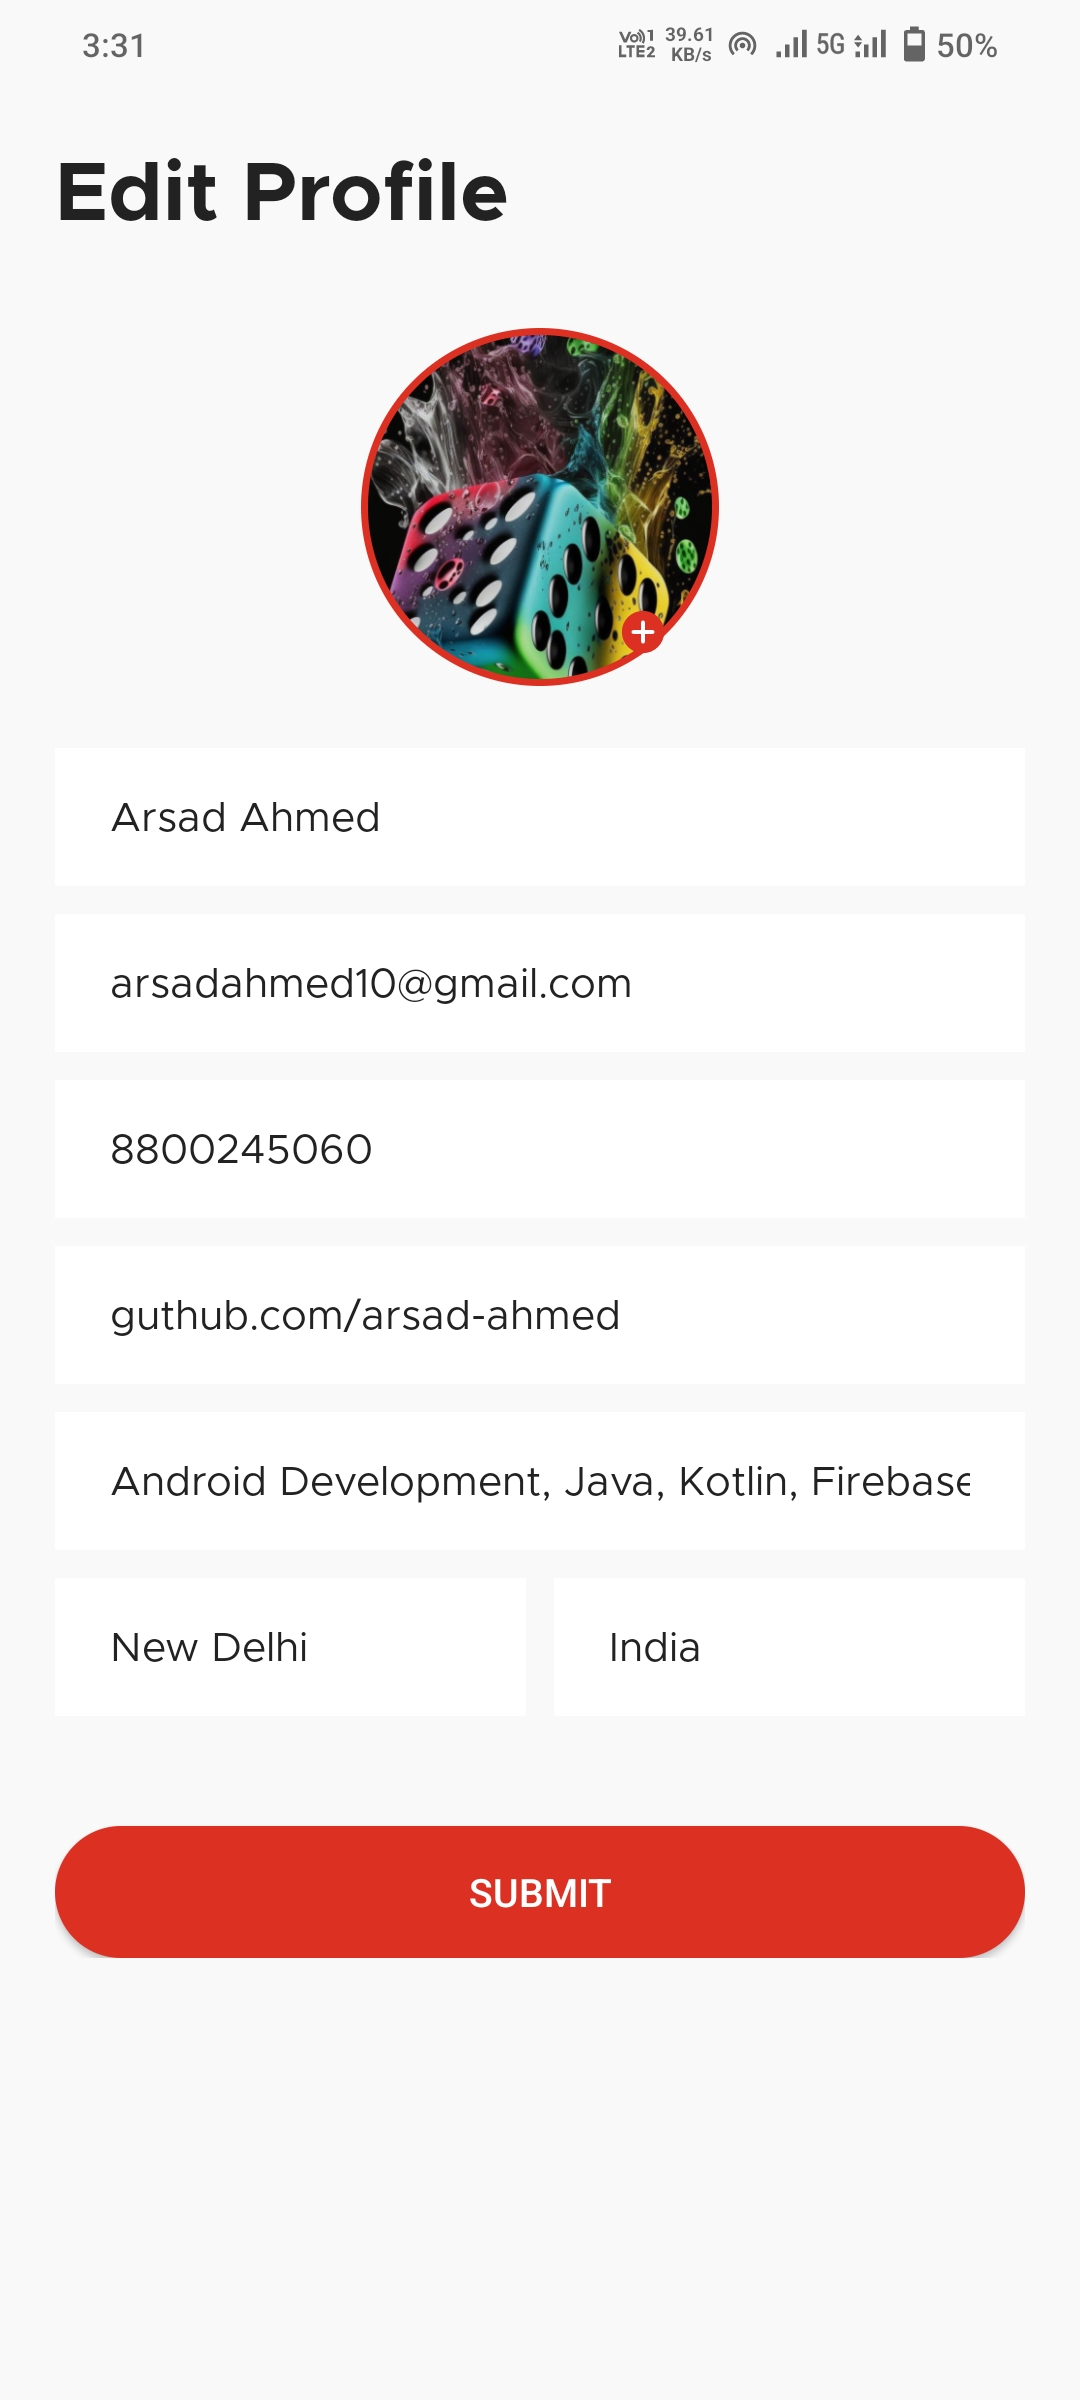 3:31
Vo))1 LTE2 39.61 KB/s 5G 50%
Edit Profile
Arsad Ahmed
arsadahmed10@gmail.com
8800245060
guthub.com/arsad-ahmed
Android Development, Java, Kotlin, Firebase
New Delhi
India
SUBMIT